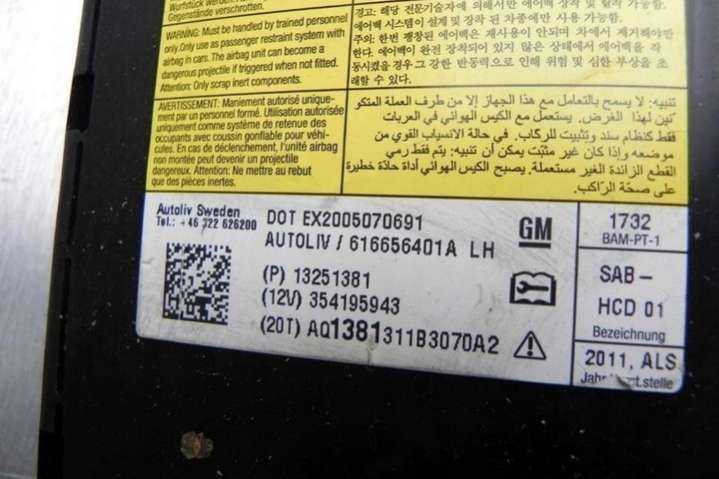 Wurfstück werden. Nur
Gegenstände verschrotten.
WARNING: Must be handled by trained personnel
only. Only use as passenger restraint system with
airbag in cars. The airbag unit can become a
dangerous projectile if triggered when not fitted.
Attention: Only scrap inert components.
AVERTISSEMENT: Maniement autorisé unique-
ment par un personnel formé. Utilisation autorisée
uniquement comme système de retenue des
occupants avec coussin gonflable pour véhi-
cules. En cas de déclenchement, l'unité airbag
non montée peut devenir un projectile
dangereux. Attention: Ne mettre au rebut
que des pièces inertes.
경고: 해당 전문기술자에 의해서만 에어백 장착 및 탈착 가능함.
에어백 시스템이 설계 및 장착 된 차종에만 사용 가능함.
주의: 한번 팽창된 에어백은 재사용이 안되며 차에서 제거해야만
한다. 에어백이 완전 장착되어 있지 않은 상태에서 에어백을 작
동시켰을 경우 그 강한 반동력으로 인해 위험 및 심한 부상을 초
래할 수 있다.
تنبيه: لا يسمح بالتعامل مع هذا الجهاز إلا من طرف العملة المتكو
نين لهذا الغرض. يستعمل مع الكيس الهوائي في العربات
فقط كنظام سند وتثبيت للركاب. في حالة الانسياب القوي من
موضعه وإذا كان غير مثبّت يمكن أن تنبيه: يتم فقط رمي
القطع الزائدة الغير مستعملة. يصبح الكيس الهوائي أداة حادّة خطيرة
على صحّة الراكب.
Autoliv Sweden
Tel.: +46 322 626200
DOT EX2005070691
AUTOLIV / 616656401A LH
(P) 13251381
(12V) 354195943
(20T) AQ1381311B3070A2
GM
1732
BAM-PT-1
SAB-
HCD 01
Bezeichnung
2011, ALS